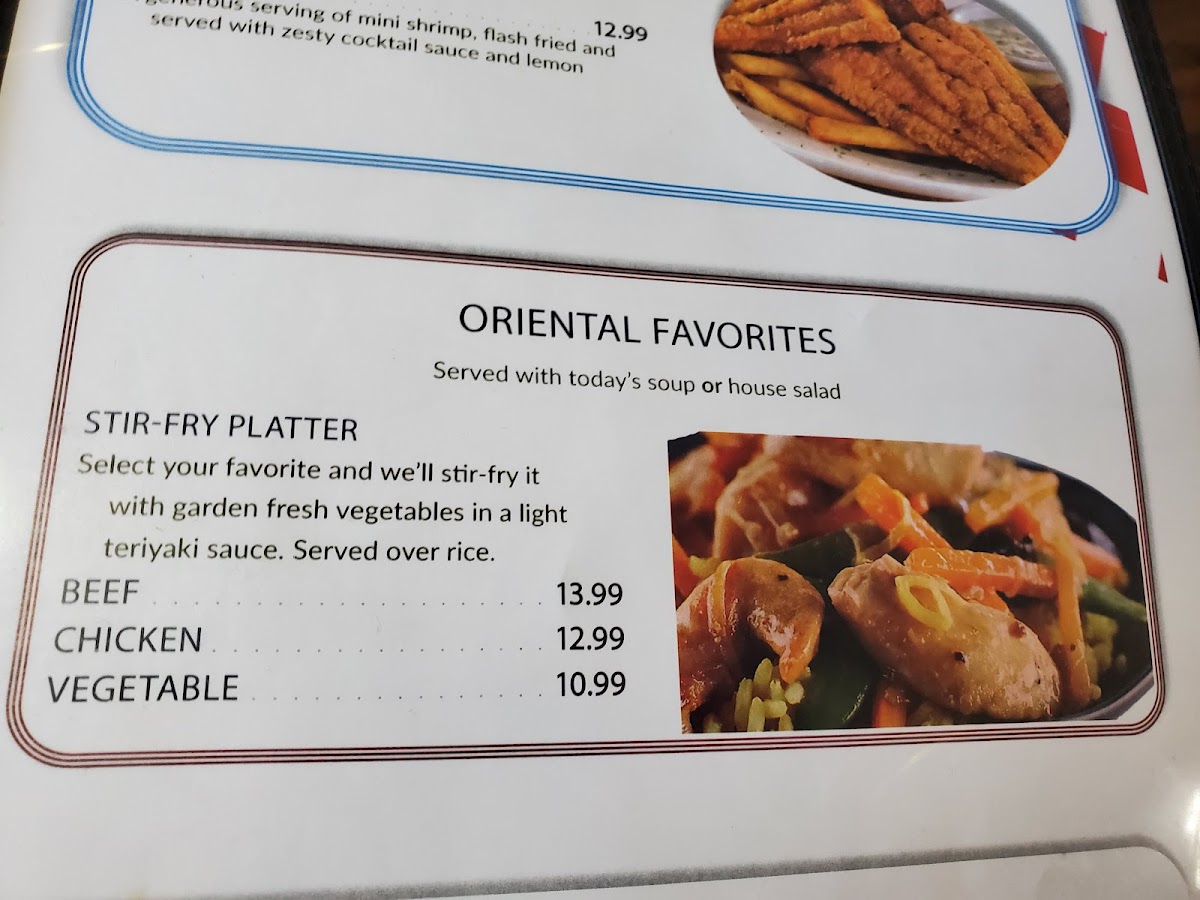 serving of mini shrimp, flash fried and
12.99
served with zesty cocktail sauce and lemon
ORIENTAL FAVORITES
Served with today's soup or house salad
STIR-FRY PLATTER
Select your favorite and we'll stir-fry it
with garden fresh vegetables in a light
teriyaki sauce. Served over rice.
BEEF . . . . . . . . . . . . . . . . . . . . 13.99
CHICKEN . . . . . . . . . . . . . . . . . 12.99
VEGETABLE . . . . . . . . . . . . . . . 10.99